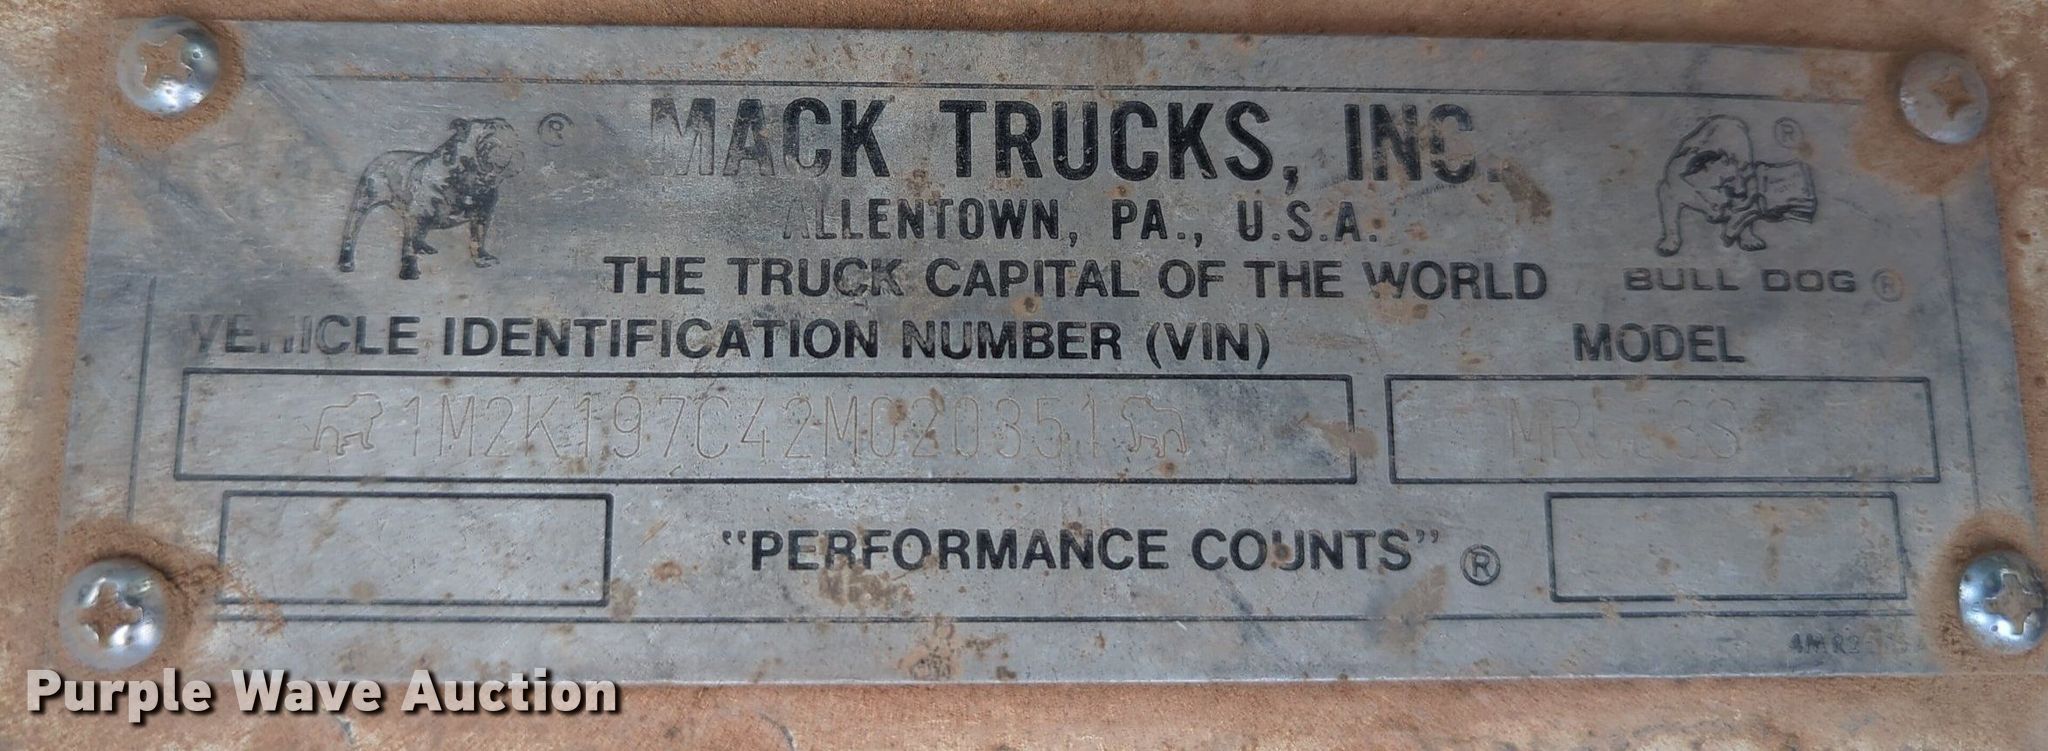 ®
MACK TRUCKS, INC.
ALLENTOWN, PA., U.S.A.
THE TRUCK CAPITAL OF THE WORLD
®
BULL DOG ®
VEHICLE IDENTIFICATION NUMBER (VIN)
MODEL
1M2K197C42M020351
"PERFORMANCE COUNTS" ®
Purple Wave Auction